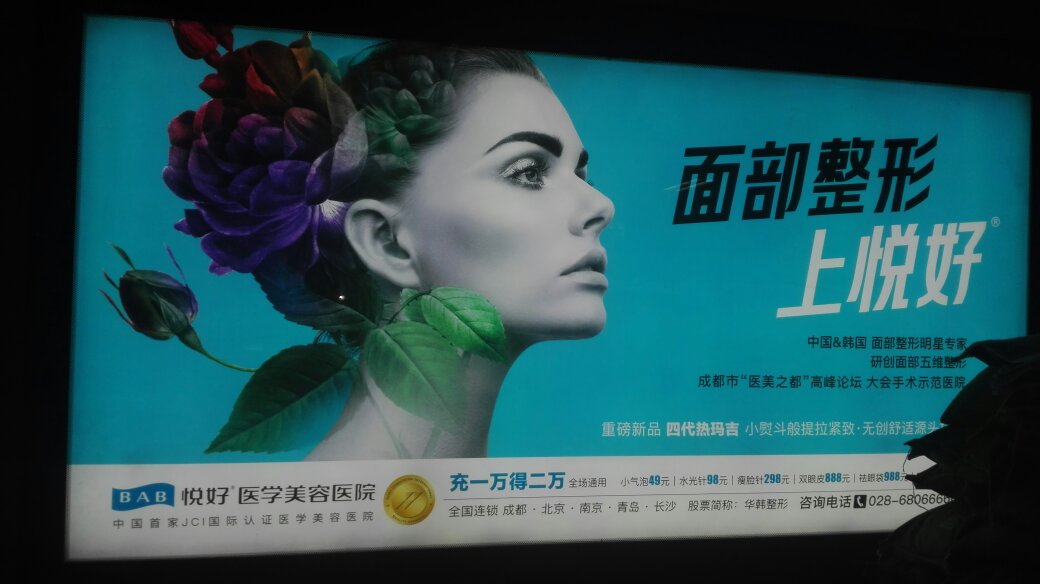 面部整形
上悦好®
中国&韩国 面部整形明星专家
研创面部五维整形
成都市“医美之都”高峰论坛 大会手术示范医院
重磅新品 四代热玛吉 小熨斗般提拉紧致·无创舒适源头
BAB 悦好®医学美容医院
中国首家JCI国际认证医学美容医院
充一万得二万 全场通用 小气泡49元 | 水光针98元 | 瘦脸针298元 | 双眼皮888元 | 祛眼袋988元
全国连锁 成都·北京·南京·青岛·长沙 股票简称：华韩整形 咨询电话 028-6806666